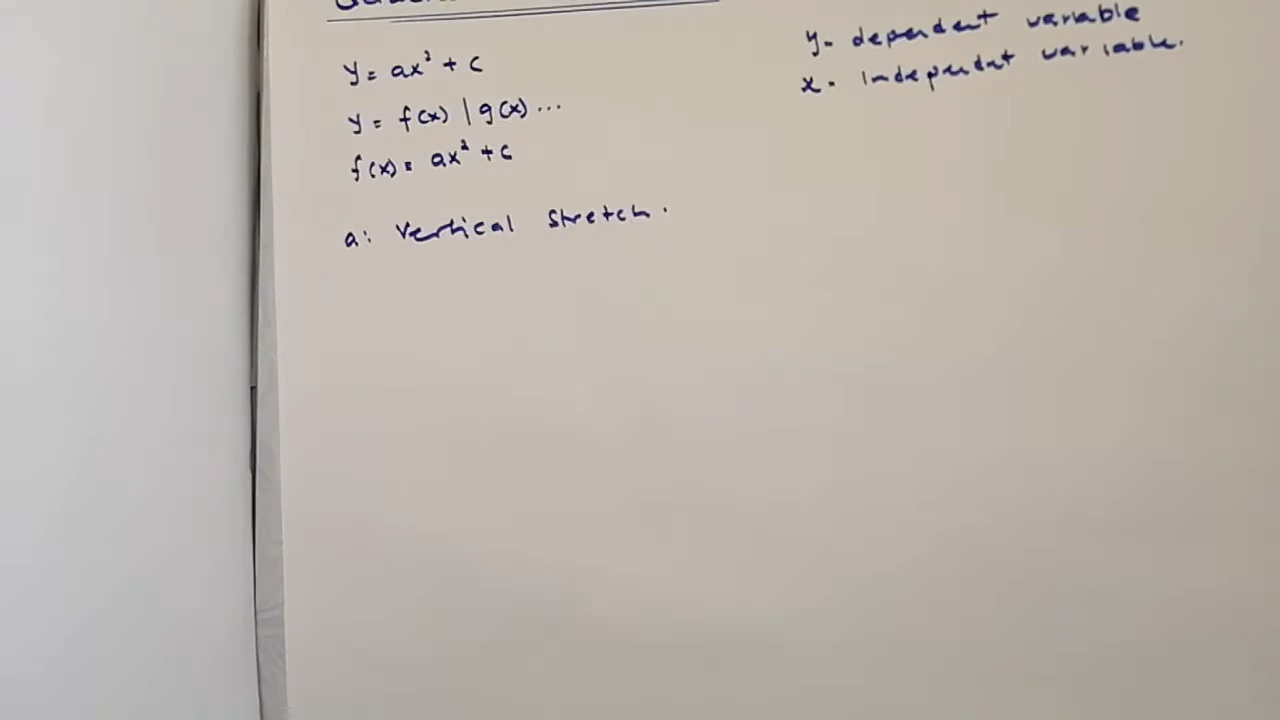 y = ax² + c
y = f(x) | g(x) ...
f(x) = ax² + c
a: Vertical Stretch.
y - dependent variable
x - independent variable.